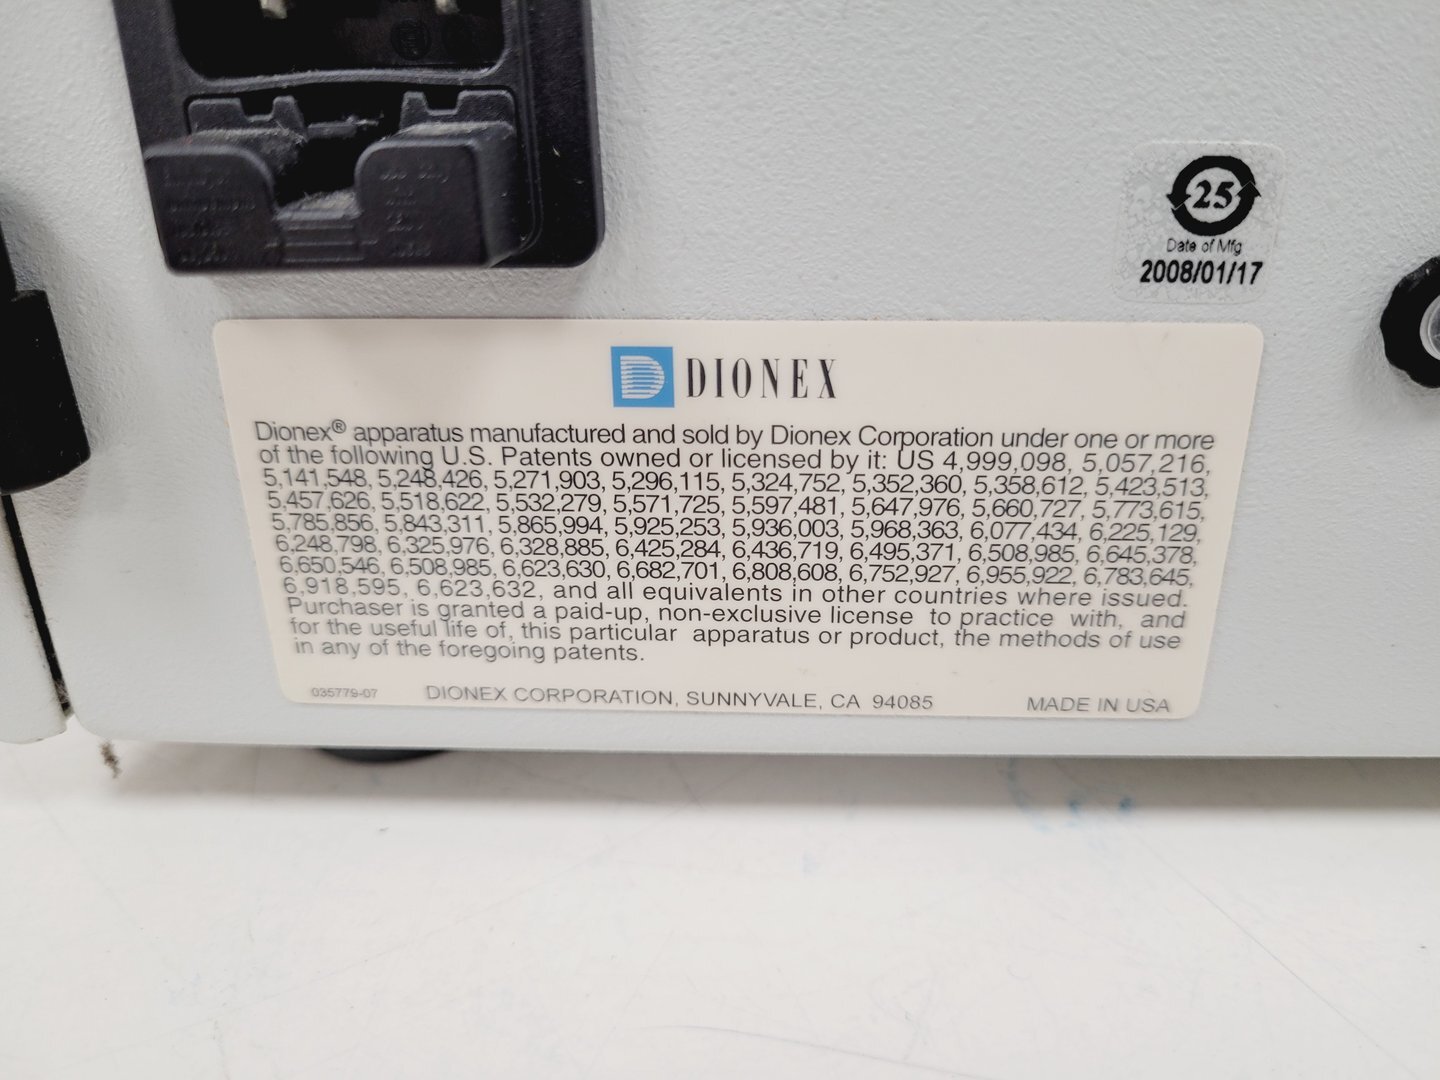 25
Date of Mfg
2008/01/17
DIONEX
Dionex® apparatus manufactured and sold by Dionex Corporation under one or more
of the following U.S. Patents owned or licensed by it: US 4,999,098, 5,057,216,
5,141,548, 5,248,426, 5,271,903, 5,296,115, 5,324,752, 5,352,360, 5,358,612, 5,423,513,
5,457,626, 5,518,622, 5,532,279, 5,571,725, 5,597,481, 5,647,976, 5,660,727, 5,773,615,
5,785,856, 5,843,311, 5,865,994, 5,925,253, 5,936,003, 5,968,363, 6,077,434, 6,225,129,
6,248,798, 6,325,976, 6,328,885, 6,425,284, 6,436,719, 6,495,371, 6,508,985, 6,645,378,
6,650,546, 6,508,985, 6,623,630, 6,682,701, 6,808,608, 6,752,927, 6,955,922, 6,783,645,
6,918,595, 6,623,632, and all equivalents in other countries where issued.
Purchaser is granted a paid-up, non-exclusive license to practice with, and
for the useful life of, this particular apparatus or product, the methods of use
in any of the foregoing patents.
035779-07 DIONEX CORPORATION, SUNNYVALE, CA 94085 MADE IN USA